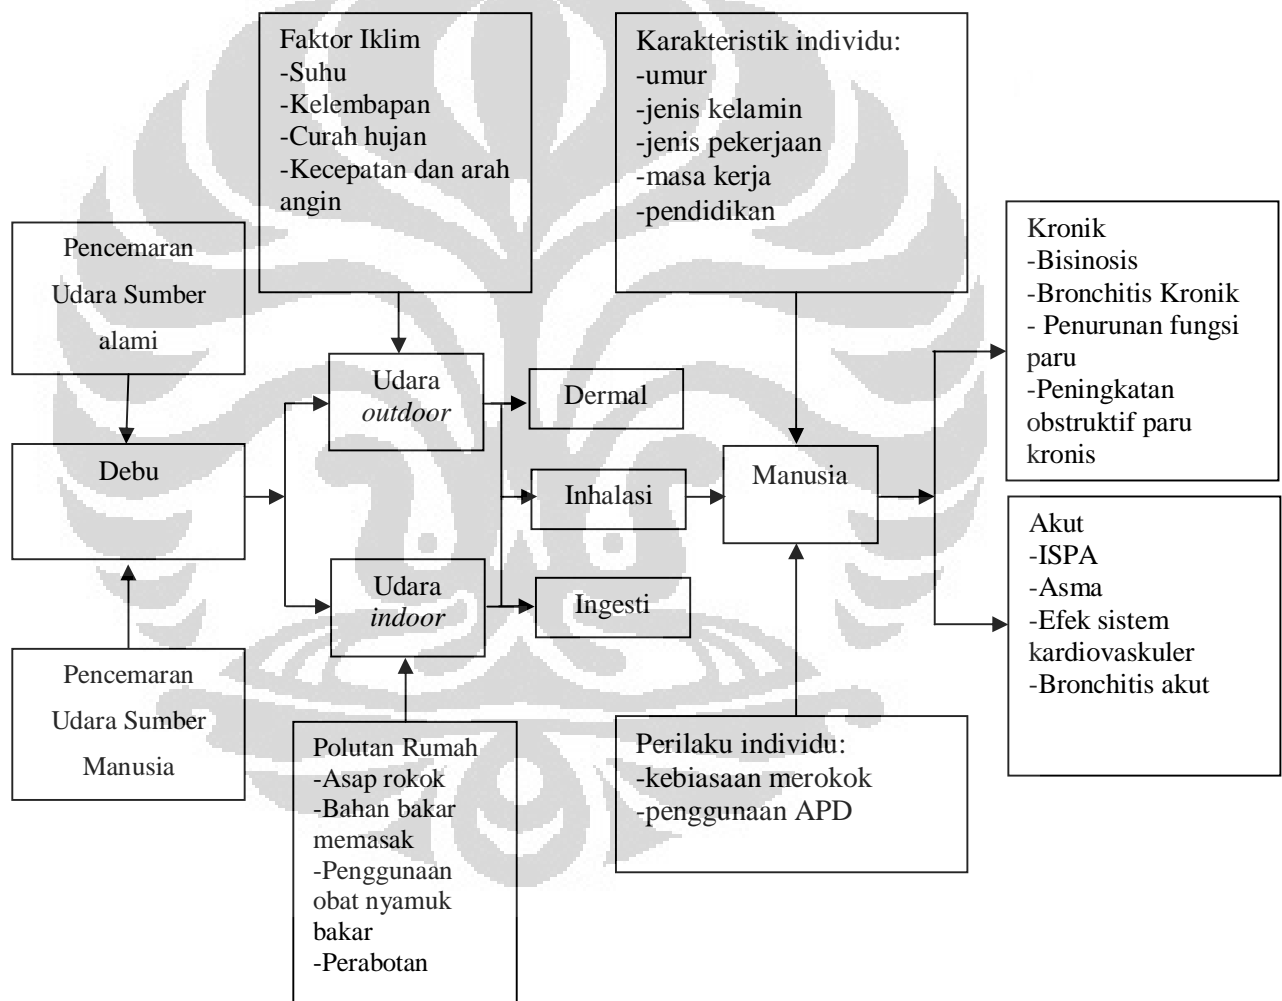 Faktor Iklim
-Suhu
-Kelembapan
-Curah hujan
-Kecepatan dan arah
angin
Karakteristik individu:
-umur
-jenis kelamin
-jenis pekerjaan
-masa kerja
-pendidikan
Pencemaran
Udara Sumber
alami
Kronik
-Bisinosis
-Bronchitis Kronik
- Penurunan fungsi
paru
-Peningkatan
obstruktif paru
kronis
Udara
outdoor
Dermal
Debu
Inhalasi
Manusia
Udara
indoor
Ingesti
Akut
-ISPA
-Asma
-Efek sistem
kardiovaskuler
-Bronchitis akut
Pencemaran
Udara Sumber
Manusia
Polutan Rumah
-Asap rokok
-Bahan bakar
memasak
-Penggunaan
obat nyamuk
bakar
-Perabotan
Perilaku individu:
-kebiasaan merokok
-penggunaan APD